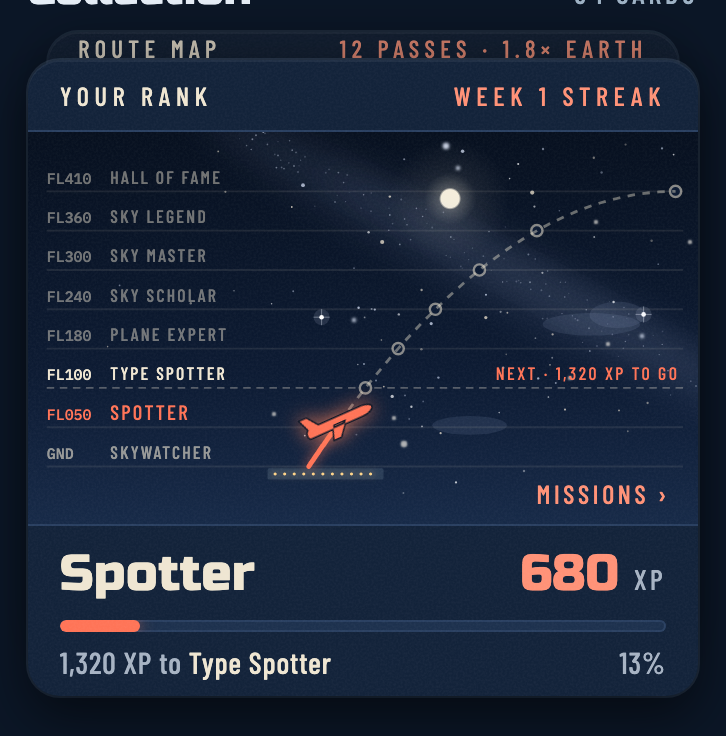 Collection
ROUTE MAP 12 PASSES · 1.8× EARTH
YOUR RANK WEEK 1 STREAK
FL410 HALL OF FAME
FL360 SKY LEGEND
FL300 SKY MASTER
FL240 SKY SCHOLAR
FL180 PLANE EXPERT
FL100 TYPE SPOTTER NEXT · 1,320 XP TO GO
FL050 SPOTTER
GND SKYWATCHER
MISSIONS ›
Spotter 680 XP
1,320 XP to Type Spotter 13%